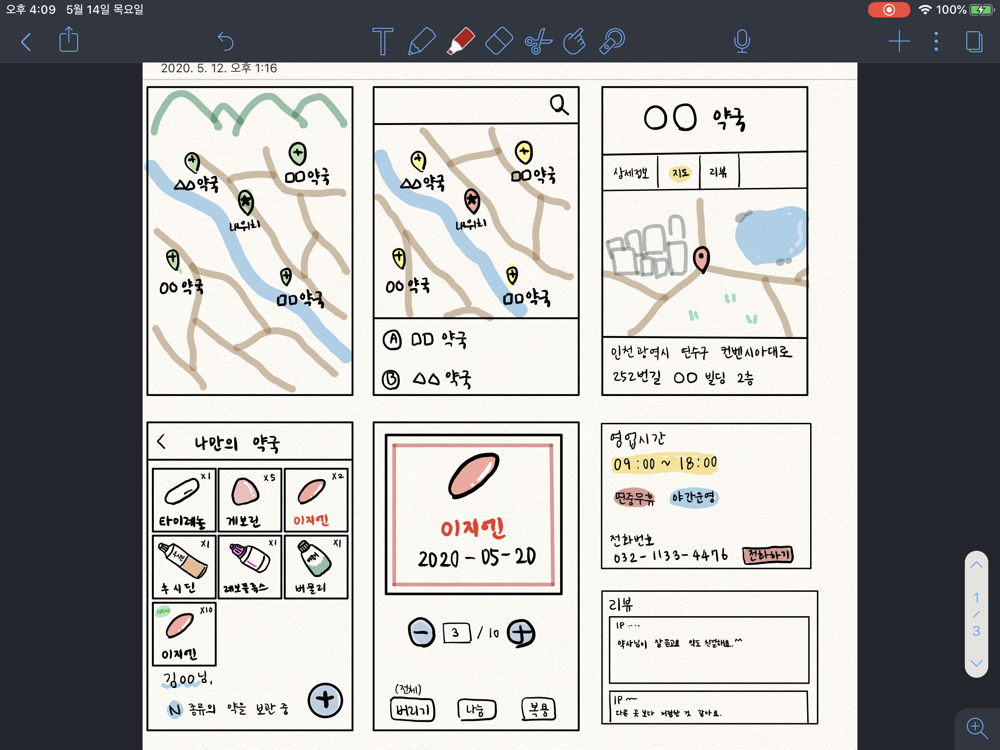 오후 4:09 5월 14일 목요일
100%
2020. 5. 12. 오후 1:16
△△약국
□□약국
내위치
○○ 약국
□□약국
△△약국
□□약국
내위치
○○ 약국
□□약국
Ⓐ □□ 약국
Ⓑ △△ 약국
○○ 약국
상세정보 지도 리뷰
인천광역시 연수구 컨벤시아대로
252번길 ○○ 빌딩 2층
< 나만의 약국
X1 X5 X2
타이레놀 게보린 이지엔
X1 X1 X1
후시딘
버물리
후시딘 레보플록스 버물리
NEW X10
이지엔
김○○님,
N 종류의 약을 보관 중
+
이지엔
2020-05-20
- 3 / 10 +
(전체)
버리기 나눔 복용
영업시간
09:00 ~ 18:00
연중무휴 야간운영
전화번호
032-1133-4476 전화하기
리뷰
IP ....
약사님이 잘듣고요 약도 친절해요.^^
IP ~~
다른 곳 보다 저렴한 것 같아요.
1
/
3